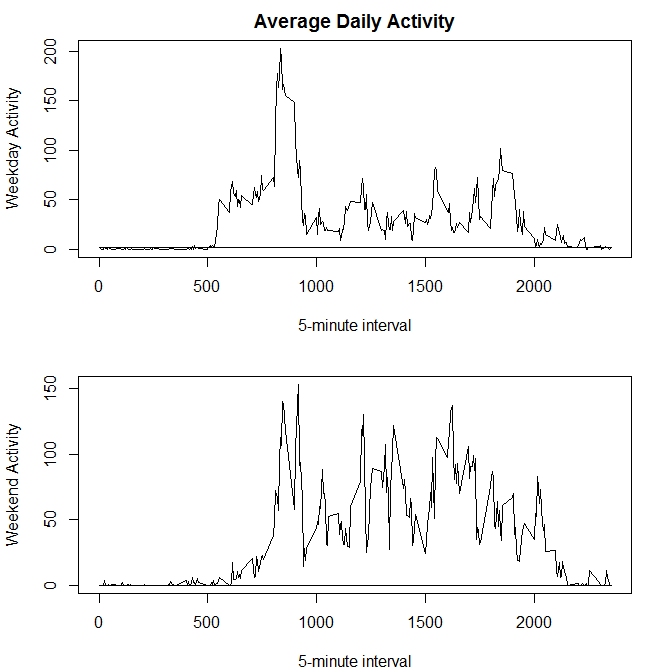 Average Daily Activity
Weekday Activity
0 50 100 150 200
0 500 1000 1500 2000
5-minute interval
Weekend Activity
0 50 100 150
0 500 1000 1500 2000
5-minute interval